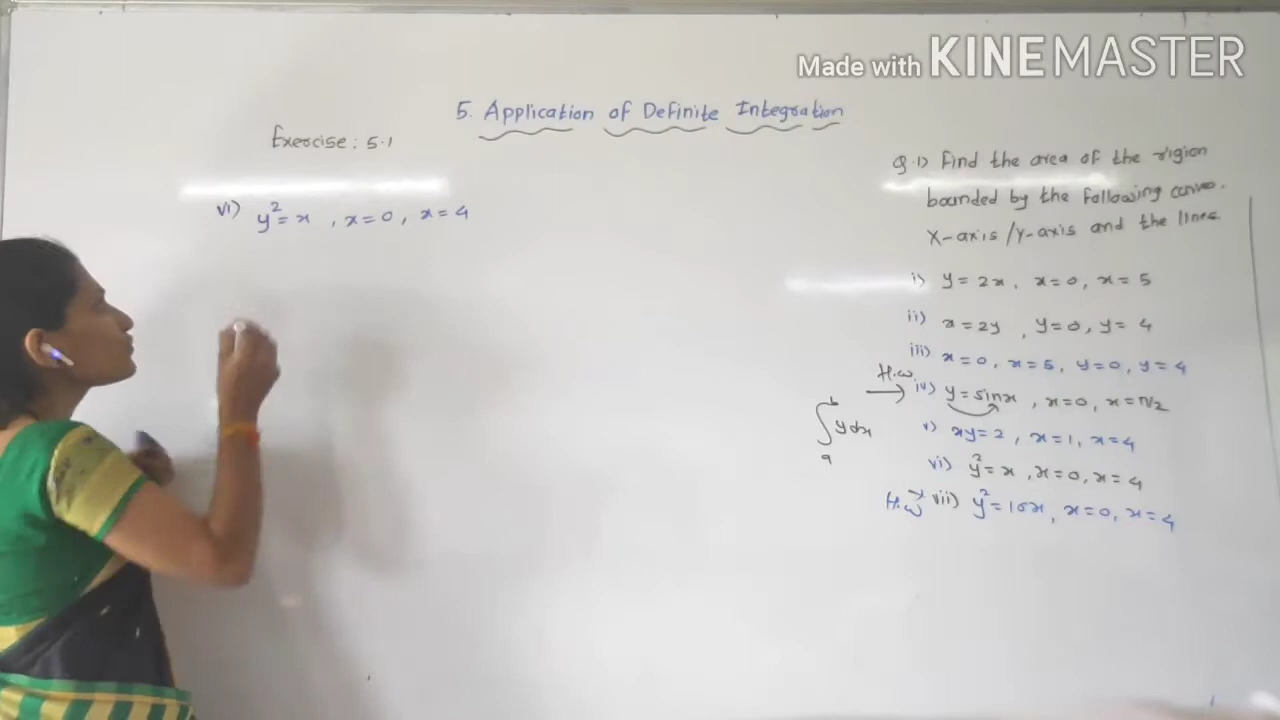 Made with KINEMASTER
5. Application of Definite Integration
Exercise: 5.1
vi) y²=x , x=0, x=4
Q.1) Find the area of the rigion
bounded by the following curve.
X-axis/Y-axis and the lines
i) y=2x. x=0, x=5
ii) x=2y , y=0, y=4
iii) x=0, x=5, y=0, y=4
H.w → iv) y=sinx , x=0, x=π/2
∫ₐᵇ y dx
v) xy=2, x=1, x=4
vi) y²=x , x=0, x=4
H.w → vii) y²=16x, x=0, x=4